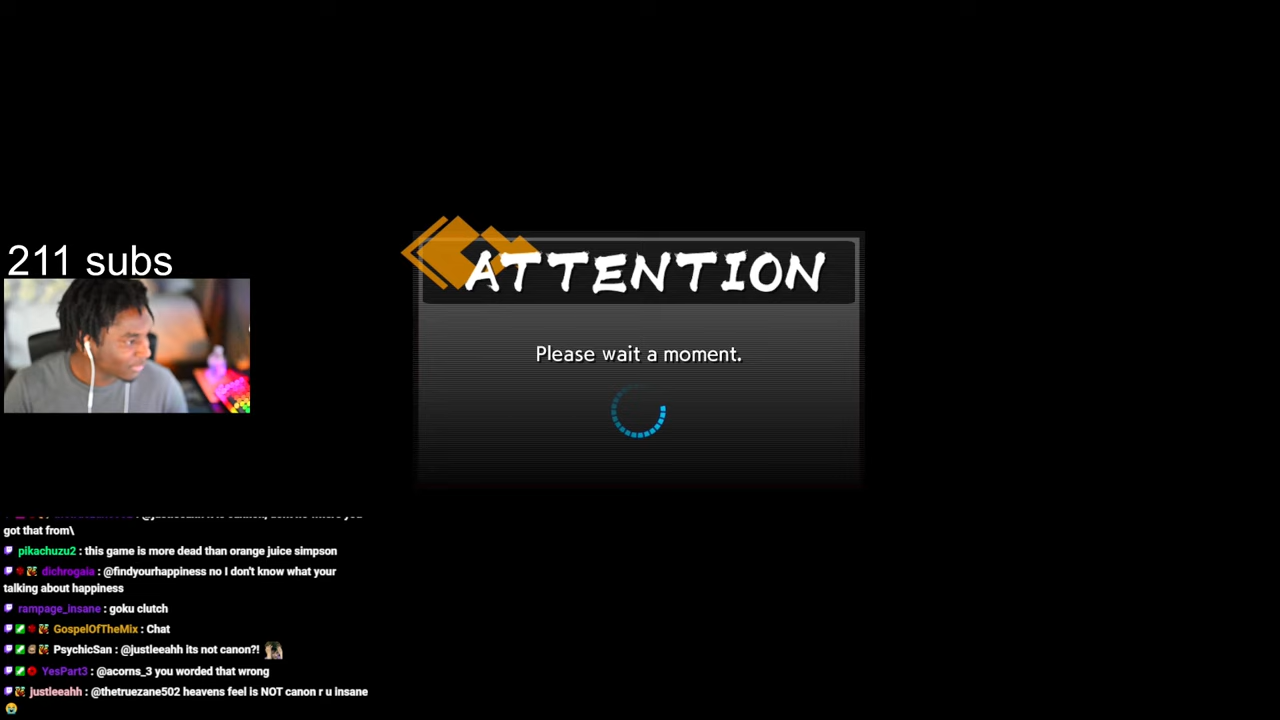 ATTENTION
Please wait a moment.
211 subs
got that from\
pikachuzu2 : this game is more dead than orange juice simpson
dichrogaia : @findyourhappiness no I don't know what your
talking about happiness
rampage_insane : goku clutch
GospelOfTheMix : Chat
PsychicSan : @justleeahh its not canon?!
YesPart3 : @acorns_3 you worded that wrong
justleeahh : @thetruezane502 heavens feel is NOT canon r u insane